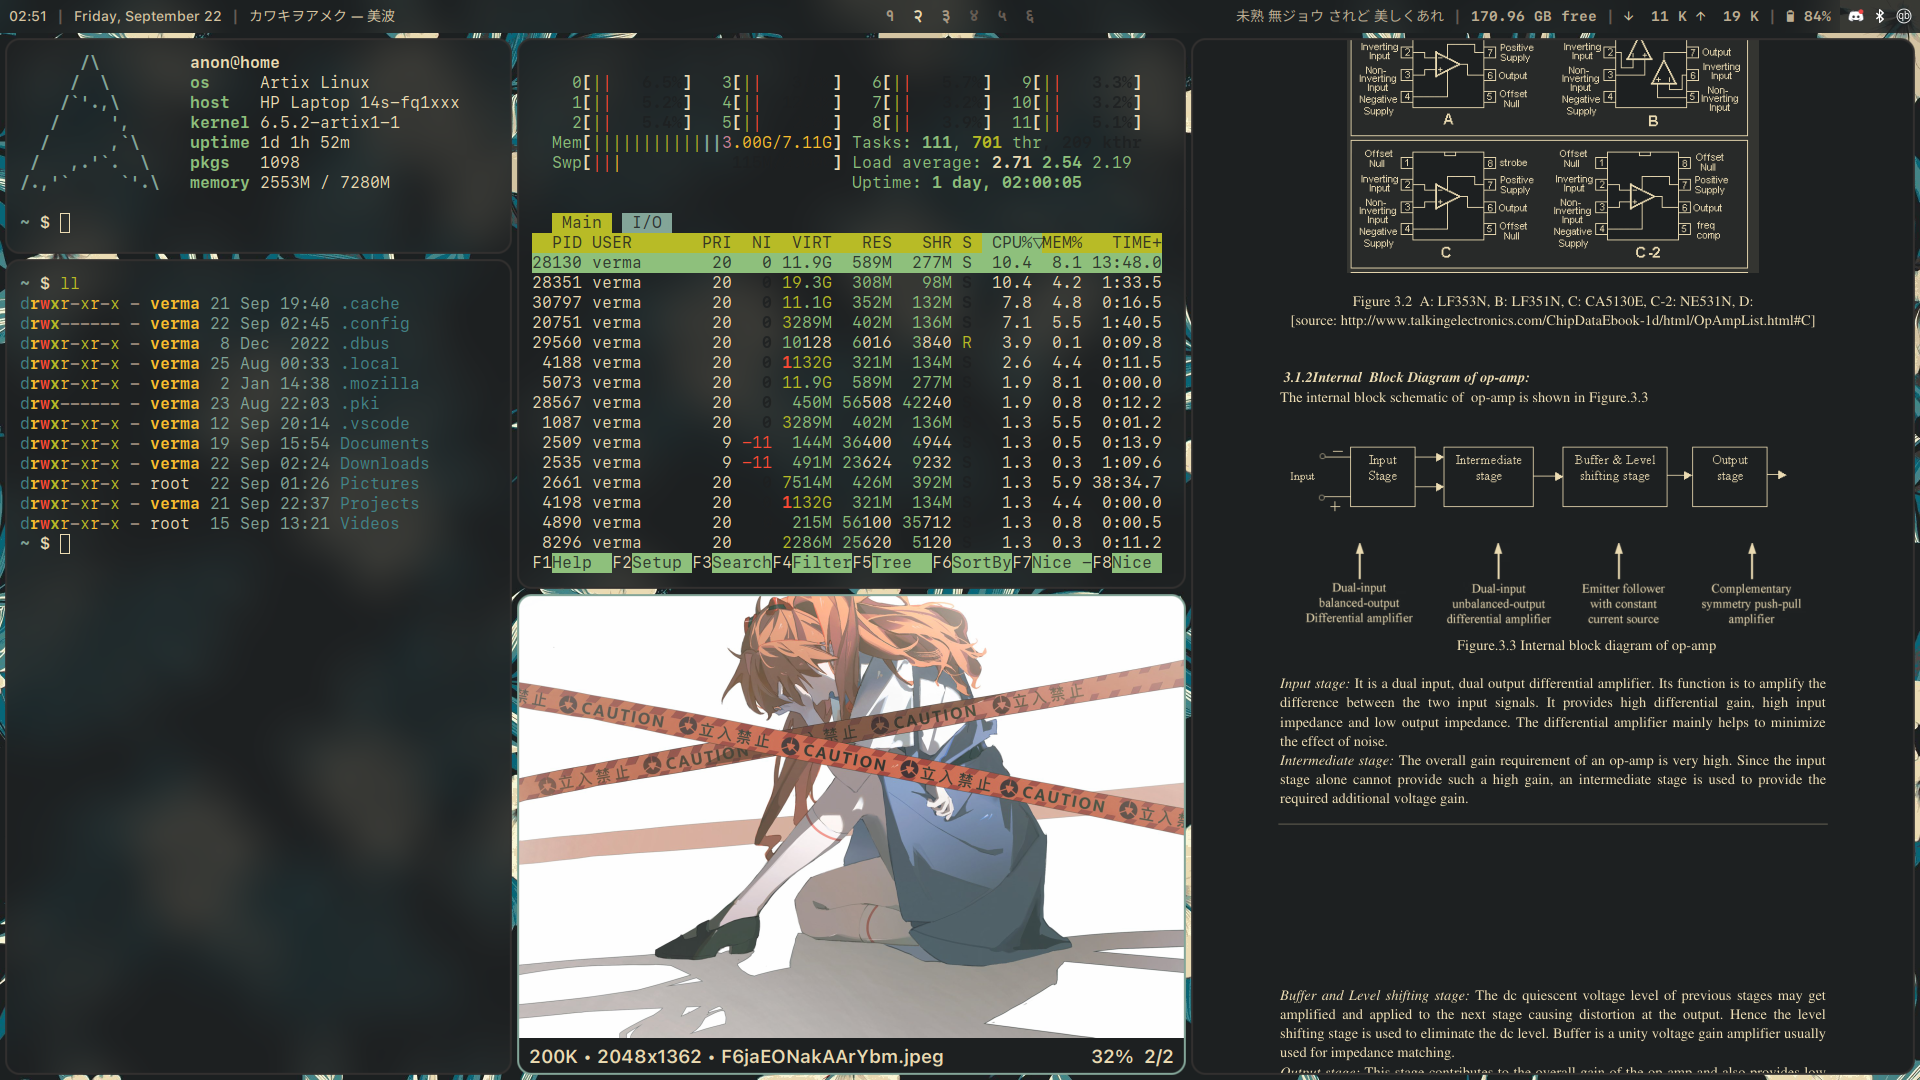 02:51 | Friday, September 22 | カワキヲアメク — 美波
१ २ ३ ४ ५ ६
未熟 無ジョウ されど 美しくあれ | 170.96 GB free | ↓ 11 K ↑ 19 K | 84%
anon@home
os Artix Linux
host HP Laptop 14s-fq1xxx
kernel 6.5.2-artix1-1
uptime 1d 1h 52m
pkgs 1098
memory 2553M / 7280M
~ $
~ $ ll
drwxr-xr-x - verma 21 Sep 19:40 .cache
drwx------ - verma 22 Sep 02:45 .config
drwxr-xr-x - verma 8 Dec 2022 .dbus
drwxr-xr-x - verma 25 Aug 00:33 .local
drwxr-xr-x - verma 2 Jan 14:38 .mozilla
drwx------ - verma 23 Aug 22:03 .pki
drwxr-xr-x - verma 12 Sep 20:14 .vscode
drwxr-xr-x - verma 19 Sep 15:54 Documents
drwxr-xr-x - verma 22 Sep 02:24 Downloads
drwxr-xr-x - root 22 Sep 01:26 Pictures
drwxr-xr-x - verma 21 Sep 22:37 Projects
drwxr-xr-x - root 15 Sep 13:21 Videos
~ $
0[|| 6.5%] 3[|| ] 6[|| ] 9[|| 3.3%]
1[|| 5.2%] 4[|| ] 7[|| ] 10[|| 3.2%]
2[|| 5.4%] 5[|| ] 8[|| 5.9%] 11[|| 5.1%]
Mem[|||||||||||||3.00G/7.11G] Tasks: 111, 701 thr, 209 kthr
Swp[||| ] Load average: 2.71 2.54 2.19
Uptime: 1 day, 02:00:05
Main I/O
PID USER PRI NI VIRT RES SHR S CPU%▽MEM% TIME+
28130 verma 20 0 11.9G 589M 277M S 10.4 8.1 13:48.0
28351 verma 20 0 19.3G 308M 98M S 10.4 4.2 1:33.5
30797 verma 20 0 11.1G 352M 132M S 7.8 4.8 0:16.5
20751 verma 20 0 3289M 402M 136M S 7.1 5.5 1:40.5
29560 verma 20 0 10128 6016 3840 R 3.9 0.1 0:09.8
4188 verma 20 0 1132G 321M 134M S 2.6 4.4 0:11.5
5073 verma 20 0 11.9G 589M 277M S 1.9 8.1 0:00.0
28567 verma 20 0 450M 56508 42240 S 1.9 0.8 0:12.2
1087 verma 20 0 3289M 402M 136M S 1.3 5.5 0:01.2
2509 verma 9 -11 144M 36400 4944 S 1.3 0.5 0:13.9
2535 verma 9 -11 491M 23624 9232 S 1.3 0.3 1:09.6
2661 verma 20 0 7514M 426M 392M S 1.3 5.9 38:34.7
4198 verma 20 0 1132G 321M 134M S 1.3 4.4 0:00.0
4890 verma 20 0 215M 56100 35712 S 1.3 0.8 0:00.5
8296 verma 20 0 2286M 25620 5120 S 1.3 0.3 0:11.2
F1Help F2Setup F3SearchF4FilterF5Tree F6SortByF7Nice -F8Nice
CAUTION 立入禁止 CAUTION 立入禁止
立入禁止 CAUTION 立入禁止 CAUTION 立入禁止
CAUTION 立入禁止 CAUTION 立入
200K • 2048x1362 • F6jaEONakAArYbm.jpeg 32% 2/2
Inverting Input 2 7 Positive Supply
Non-Inverting Input 3 6 Output
Negative Supply 4 5 Offset Null
A
Inverting Input 2 7 Output
Non-Inverting Input 3 6 Inverting Input
Negative Supply 4 5 Non-Inverting Input
B
Offset Null 1 8 strobe
Inverting Input 2 7 Positive Supply
Non-Inverting Input 3 6 Output
Negative Supply 4 5 Offset Null
C
Offset Null 1 8 Offset Null
Inverting Input 2 7 Positive Supply
Non-Inverting Input 3 6 Output
Negative Supply 4 5 freq comp
C-2
Figure 3.2 A: LF353N, B: LF351N, C: CA5130E, C-2: NE531N, D:
[source: http://www.talkingelectronics.com/ChipDataEbook-1d/html/OpAmpList.html#C]
3.1.2Internal Block Diagram of op-amp:
The internal block schematic of op-amp is shown in Figure.3.3
Input
Input Stage
Intermediate stage
Buffer & Level shifting stage
Output stage
Dual-input balanced-output Differential amplifier
Dual-input unbalanced-output differential amplifier
Emitter follower with constant current source
Complementary symmetry push-pull amplifier
Figure.3.3 Internal block diagram of op-amp
Input stage: It is a dual input, dual output differential amplifier. Its function is to amplify the
difference between the two input signals. It provides high differential gain, high input
impedance and low output impedance. The differential amplifier mainly helps to minimize
the effect of noise.
Intermediate stage: The overall gain requirement of an op-amp is very high. Since the input
stage alone cannot provide such a high gain, an intermediate stage is used to provide the
required additional voltage gain.
Buffer and Level shifting stage: The dc quiescent voltage level of previous stages may get
amplified and applied to the next stage causing distortion at the output. Hence the level
shifting stage is used to eliminate the dc level. Buffer is a unity voltage gain amplifier usually
used for impedance matching.
Output stage: This stage contributes to the overall gain of the op-amp and also provides low